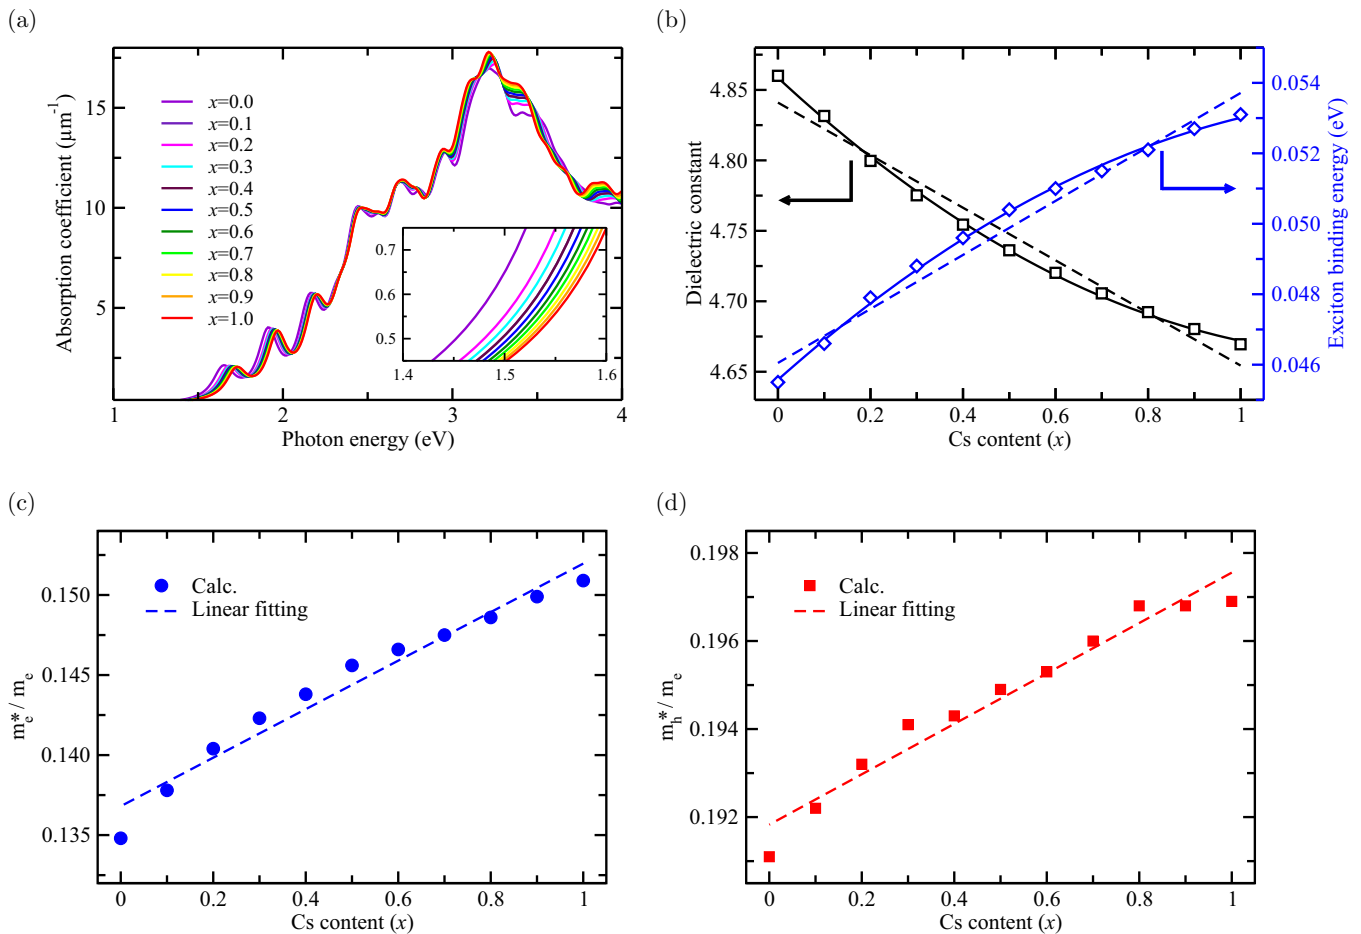 (a)
Absorption coefficient (μm⁻¹)
15
10
5
x=0.0
x=0.1
x=0.2
x=0.3
x=0.4
x=0.5
x=0.6
x=0.7
x=0.8
x=0.9
x=1.0
0.7
0.6
0.5
1.4
1.5
1.6
1
2
3
4
Photon energy (eV)
(b)
Dielectric constant
4.85
4.80
4.75
4.70
4.65
0.054
0.052
0.050
0.048
0.046
Exciton binding energy (eV)
0
0.2
0.4
0.6
0.8
1
Cs content (x)
(c)
mₑ* / mₑ
0.150
0.145
0.140
0.135
Calc.
Linear fitting
0
0.2
0.4
0.6
0.8
1
Cs content (x)
(d)
mₕ* / mₑ
0.198
0.196
0.194
0.192
Calc.
Linear fitting
0
0.2
0.4
0.6
0.8
1
Cs content (x)